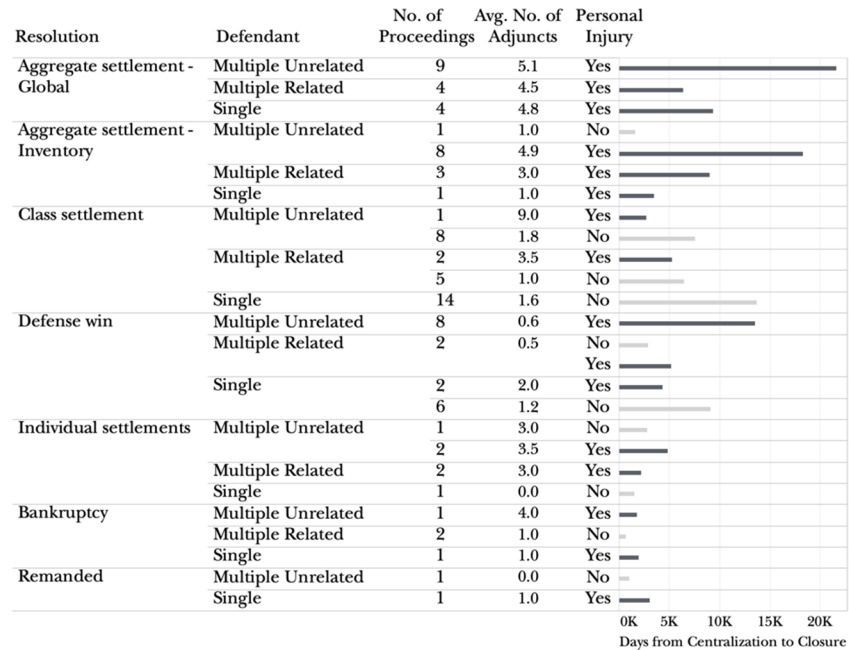 No. of Avg. No. of Personal
Resolution Defendant Proceedings Adjuncts Injury
Aggregate settlement - Multiple Unrelated 9 5.1 Yes
Global Multiple Related 4 4.5 Yes
Single 4 4.8 Yes
Aggregate settlement - Multiple Unrelated 1 1.0 No
Inventory 8 4.9 Yes
Multiple Related 3 3.0 Yes
Single 1 1.0 Yes
Class settlement Multiple Unrelated 1 9.0 Yes
8 1.8 No
Multiple Related 2 3.5 Yes
5 1.0 No
Single 14 1.6 No
Defense win Multiple Unrelated 8 0.6 Yes
Multiple Related 2 0.5 No
Yes
Single 2 2.0 Yes
6 1.2 No
Individual settlements Multiple Unrelated 1 3.0 No
2 3.5 Yes
Multiple Related 2 3.0 Yes
Single 1 0.0 No
Bankruptcy Multiple Unrelated 1 4.0 Yes
Multiple Related 2 1.0 No
Single 1 1.0 Yes
Remanded Multiple Unrelated 1 0.0 No
Single 1 1.0 Yes
0K 5K 10K 15K 20K
Days from Centralization to Closure